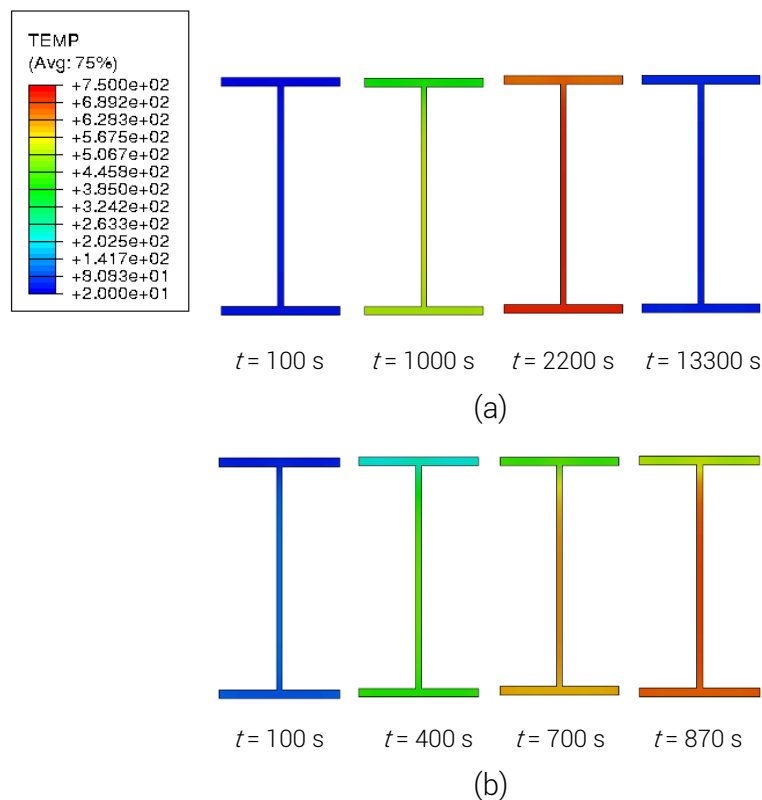 TEMP
(Avg: 75%)
+7.500e+02
+6.892e+02
+6.283e+02
+5.675e+02
+5.067e+02
+4.458e+02
+3.850e+02
+3.242e+02
+2.633e+02
+2.025e+02
+1.417e+02
+8.083e+01
+2.000e+01
t = 100 s t = 1000 s t = 2200 s t = 13300 s
(a)
t = 100 s t = 400 s t = 700 s t = 870 s
(b)